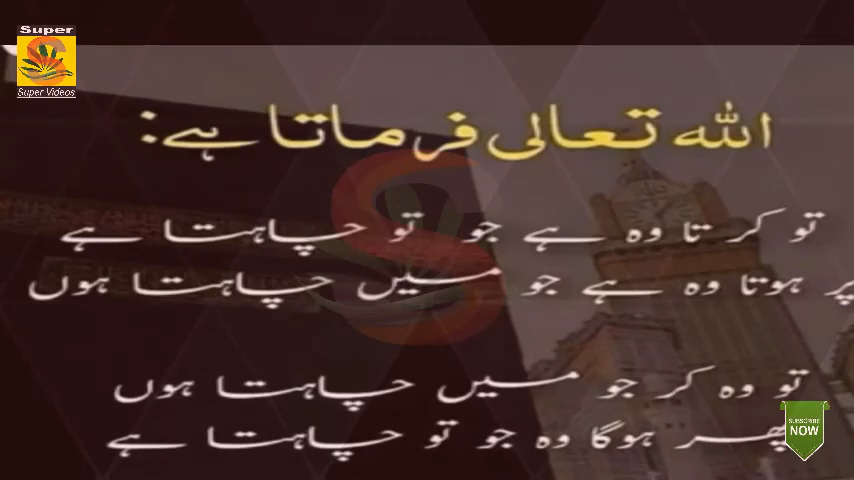 Super
Super Videos
اللہ تعالی فرماتا ہے:
تو کرتا وہ ہے جو تو چاہتا ہے
پر ہوتا وہ ہے جو میں چاہتا ہوں
تو وہ کر جو میں چاہتا ہوں
پھر ہوگا وہ جو تو چاہتا ہے
SUBSCRIBE
NOW